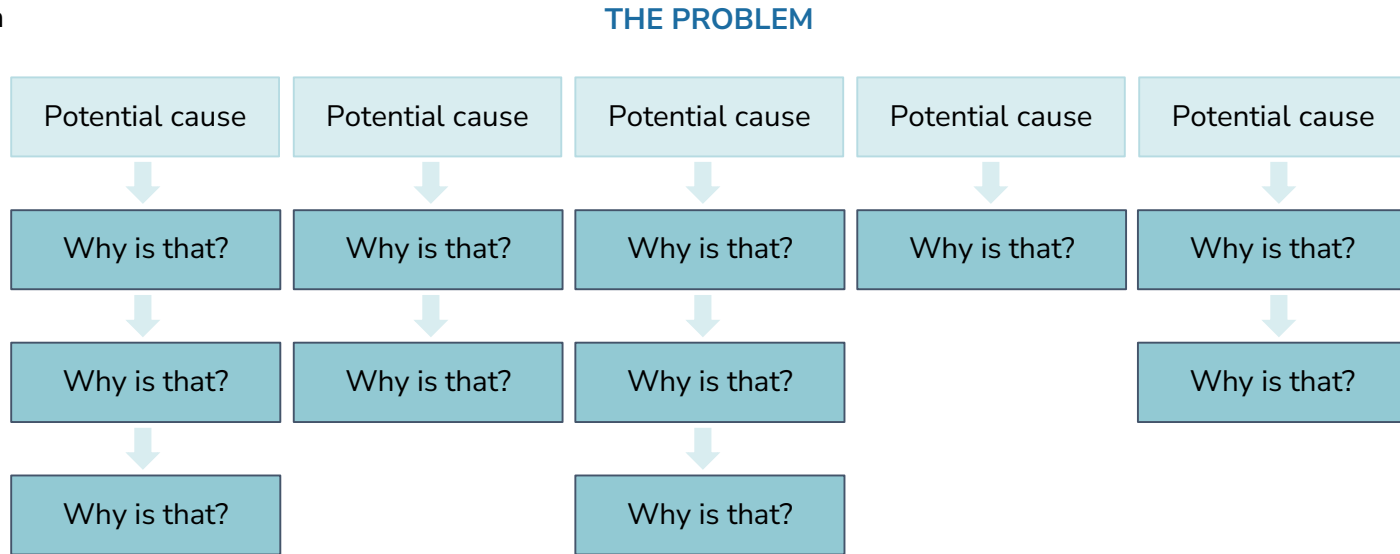 THE PROBLEM
Potential cause Potential cause Potential cause Potential cause Potential cause
Why is that? Why is that? Why is that? Why is that? Why is that?
Why is that? Why is that? Why is that? Why is that?
Why is that? Why is that?